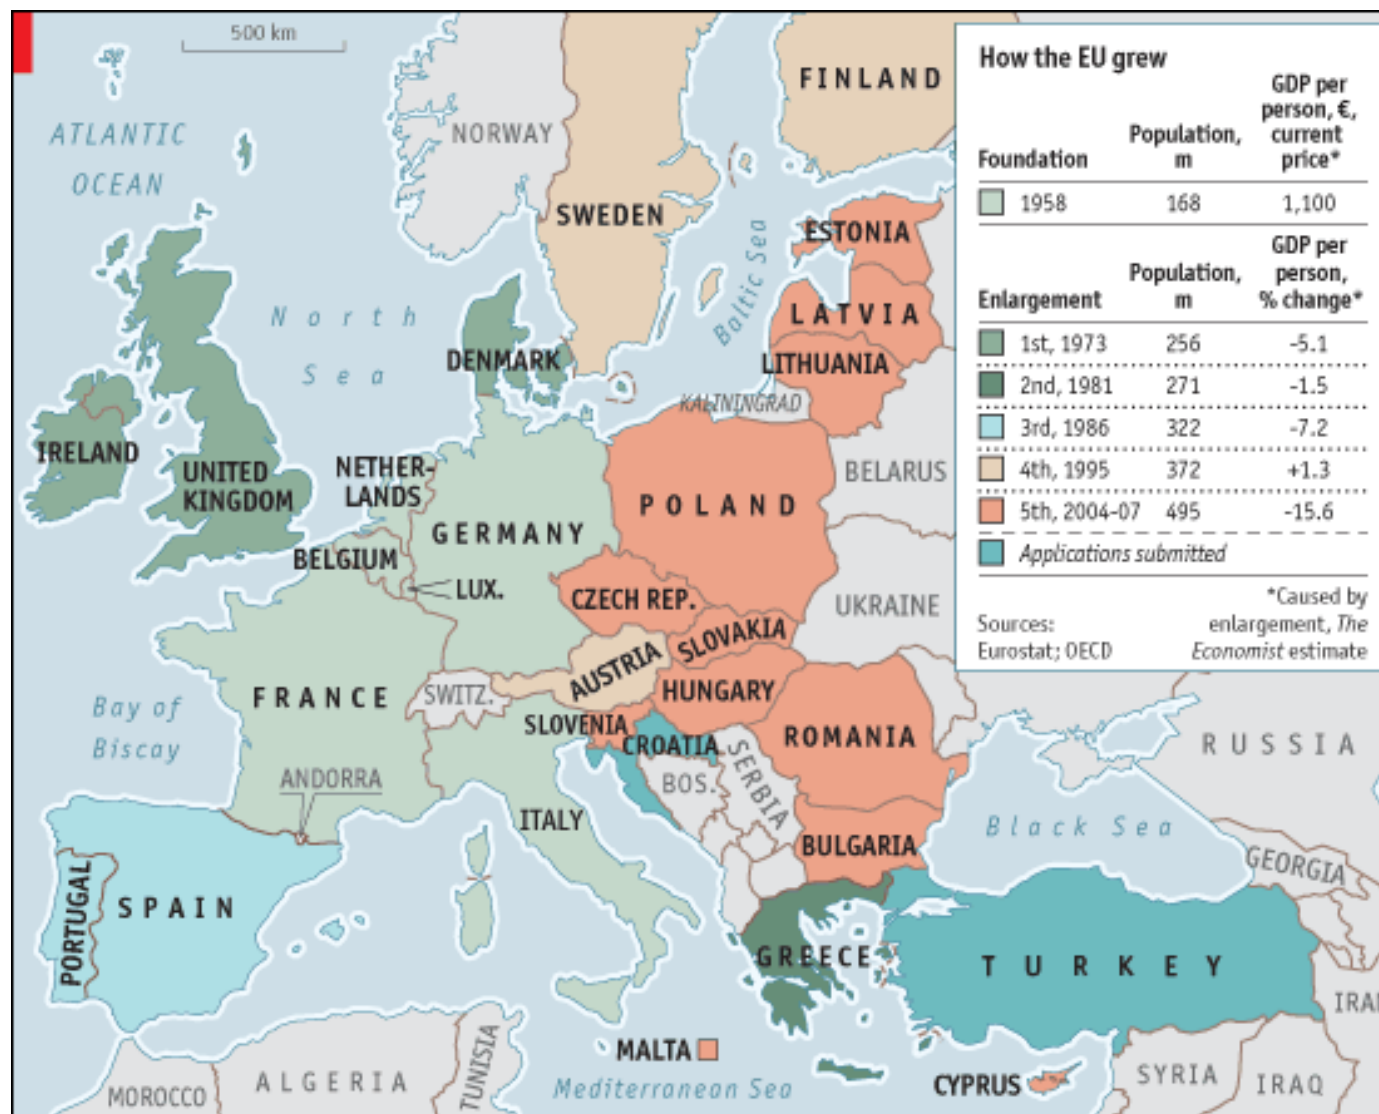 500 km
FINLAND
ATLANTIC
OCEAN
NORWAY
SWEDEN
ESTONIA
Baltic Sea
North
Sea
LATVIA
DENMARK
LITHUANIA
KALININGRAD
IRELAND
UNITED
KINGDOM
NETHER-
LANDS
BELARUS
POLAND
GERMANY
BELGIUM
LUX.
CZECH REP.
UKRAINE
SLOVAKIA
AUSTRIA
FRANCE
SWITZ.
HUNGARY
Bay of
Biscay
SLOVENIA
CROATIA
ROMANIA
RUSSIA
ANDORRA
BOS.
SERBIA
ITALY
Black Sea
BULGARIA
GEORGIA
PORTUGAL
SPAIN
GREECE
TURKEY
IRA
MALTA
Mediterranean Sea
CYPRUS
SYRIA
IRAQ
MOROCCO
ALGERIA
TUNISIA
How the EU grew
Foundation Population, m GDP per person, €, current price*
1958 168 1,100
Enlargement Population, m GDP per person, % change*
1st, 1973 256 -5.1
2nd, 1981 271 -1.5
3rd, 1986 322 -7.2
4th, 1995 372 +1.3
5th, 2004-07 495 -15.6
Applications submitted
*Caused by
enlargement, The
Economist estimate
Sources:
Eurostat; OECD